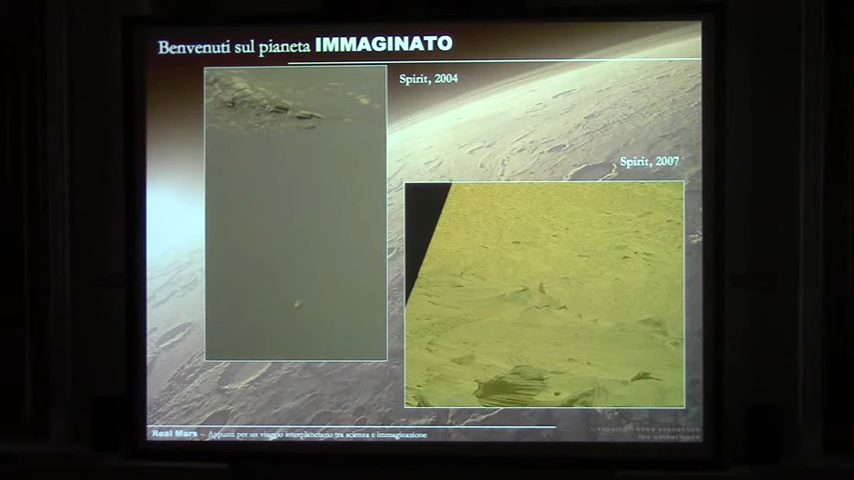 Benvenuti sul pianeta IMMAGINATO
Spirit, 2004
Spirit, 2007
Real Mars – Appunti per un viaggio interplanetario tra scienza e immaginazione